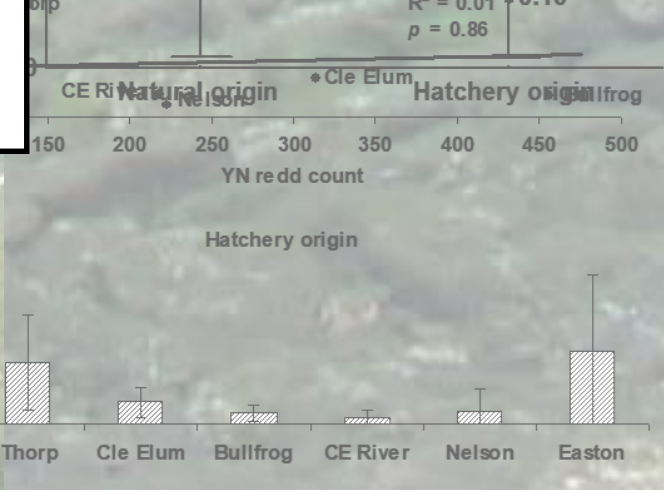 R² = 0.01
p = 0.86
Cle Elum
CE River Natural origin Hatchery origin
Nelson Bullfrog
150 200 250 300 350 400 450 500
YN redd count
Hatchery origin
Thorp Cle Elum Bullfrog CE River Nelson Easton